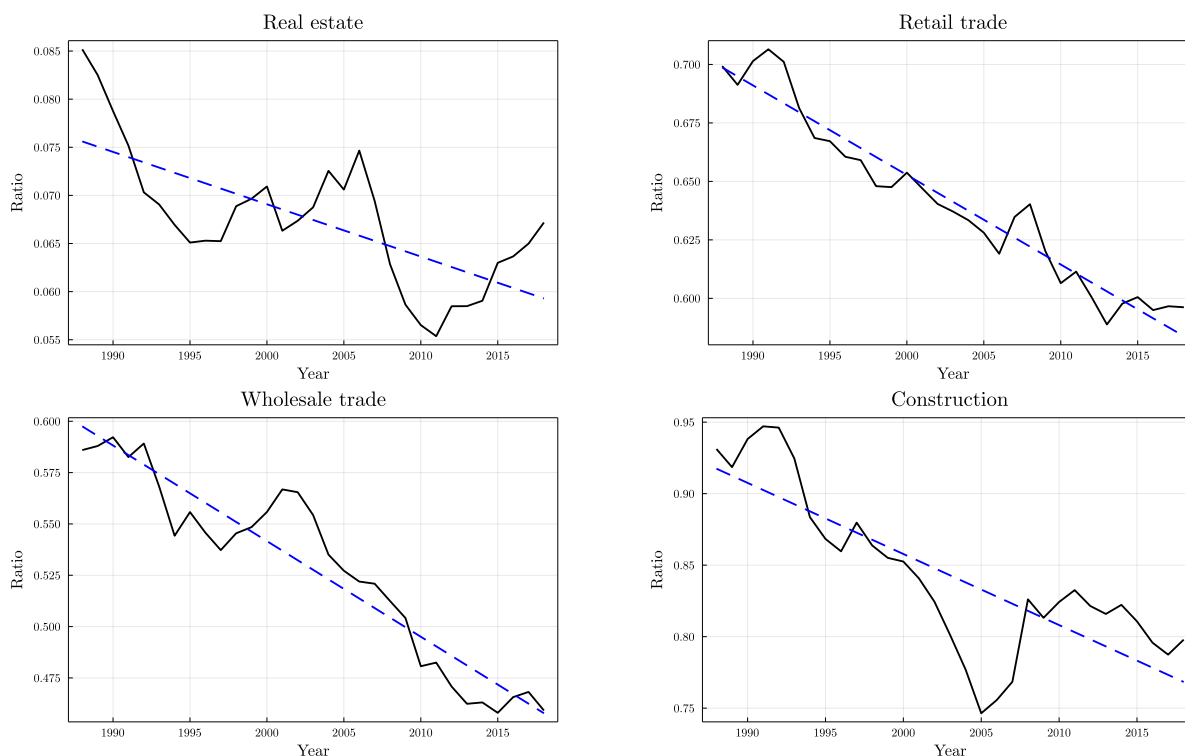 Real estate
Ratio
0.085
0.080
0.075
0.070
0.065
0.060
0.055
1990 1995 2000 2005 2010 2015
Year
Retail trade
Ratio
0.700
0.675
0.650
0.625
0.600
1990 1995 2000 2005 2010 2015
Year
Wholesale trade
Ratio
0.600
0.575
0.550
0.525
0.500
0.475
1990 1995 2000 2005 2010 2015
Year
Construction
Ratio
0.95
0.90
0.85
0.80
0.75
1990 1995 2000 2005 2010 2015
Year